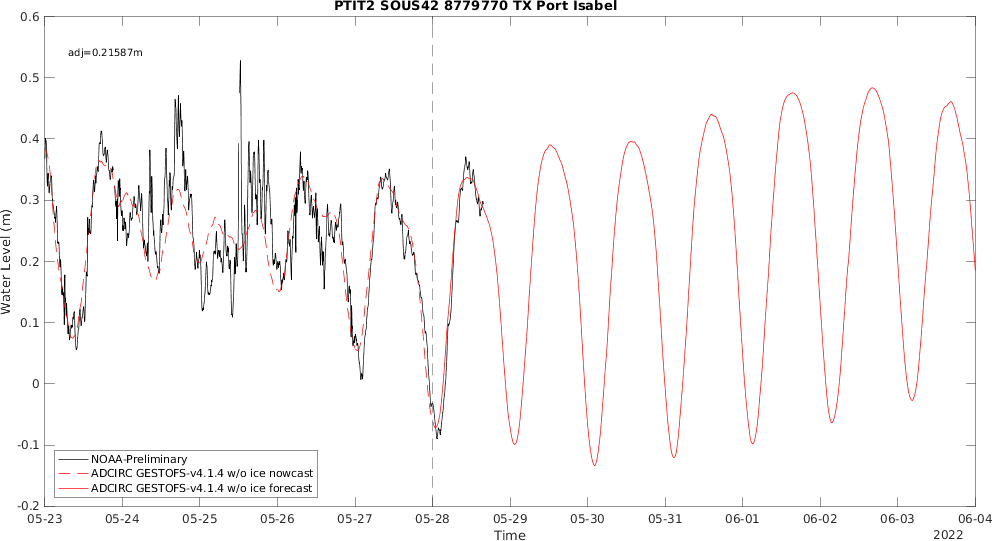 PTIT2 SOUS42 8779770 TX Port Isabel
adj=0.21587m
0.6
0.5
0.4
0.3
0.2
0.1
0
-0.1
-0.2
Water Level (m)
NOAA-Preliminary
ADCIRC GESTOFS-v4.1.4 w/o ice nowcast
ADCIRC GESTOFS-v4.1.4 w/o ice forecast
05-23 05-24 05-25 05-26 05-27 05-28 05-29 05-30 05-31 06-01 06-02 06-03 06-04
Time
2022